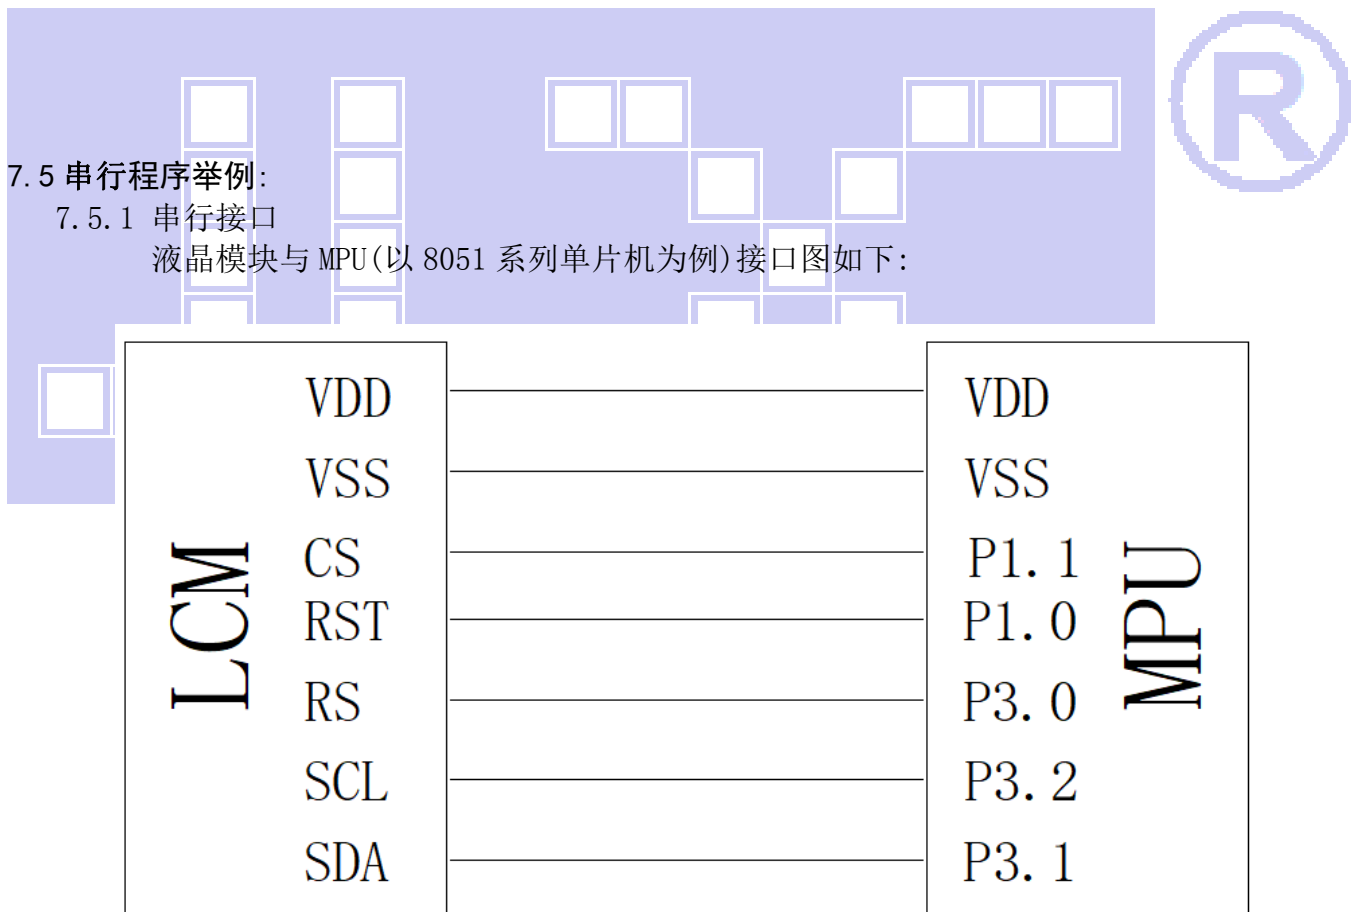 ®
7.5 串行程序举例:
7.5.1 串行接口
液晶模块与 MPU(以 8051 系列单片机为例)接口图如下:
LCM
VDD VDD
VSS VSS
CS P1.1
RST P1.0
RS P3.0
SCL P3.2
SDA P3.1
MPU